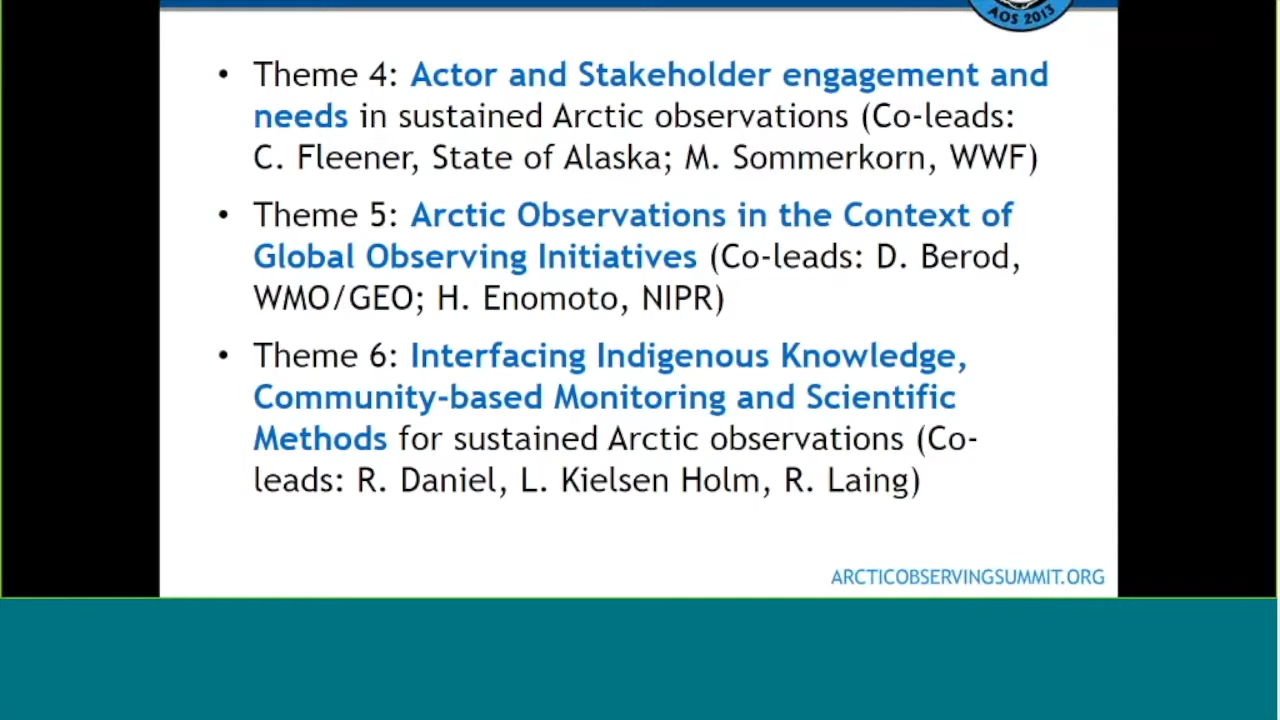 AOS 2013
• Theme 4: Actor and Stakeholder engagement and
needs in sustained Arctic observations (Co-leads:
C. Fleener, State of Alaska; M. Sommerkorn, WWF)
• Theme 5: Arctic Observations in the Context of
Global Observing Initiatives (Co-leads: D. Berod,
WMO/GEO; H. Enomoto, NIPR)
• Theme 6: Interfacing Indigenous Knowledge,
Community-based Monitoring and Scientific
Methods for sustained Arctic observations (Co-
leads: R. Daniel, L. Kielsen Holm, R. Laing)
ARCTICOBSERVINGSUMMIT.ORG